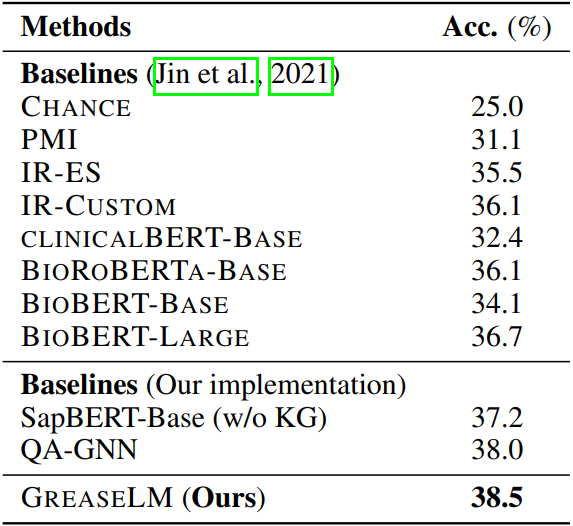 Methods Acc. (%)
Baselines (Jin et al., 2021)
CHANCE 25.0
PMI 31.1
IR-ES 35.5
IR-CUSTOM 36.1
CLINICALBERT-BASE 32.4
BIOROBERTA-BASE 36.1
BIOBERT-BASE 34.1
BIOBERT-LARGE 36.7
Baselines (Our implementation)
SapBERT-Base (w/o KG) 37.2
QA-GNN 38.0
GREASELM (Ours) 38.5